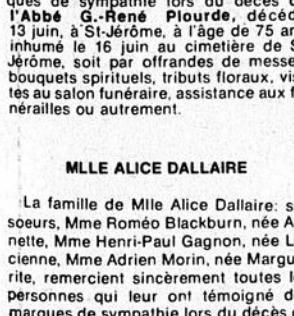 ques de sympathie lors du décès d
l'Abbé G.-René Plourde, décéd
13 juin, à St-Jérôme, à l'âge de 75 an
inhumé le 16 juin au cimetière de S
Jérôme, soit par offrandes de messe
bouquets spirituels, tributs floraux, vis
tés au salon funéraire, assistance aux f
nérailles ou autrement.
MLLE ALICE DALLAIRE
La famille de Mlle Alice Dallaire: s
soeurs, Mme Roméo Blackburn, née A
nette, Mme Henri-Paul Gagnon, née L
cienne, Mme Adrien Morin, née Margu
rite, remercient sincèrement toutes l
personnes qui leur ont témoigné d
marques de sympathie lors du décès d